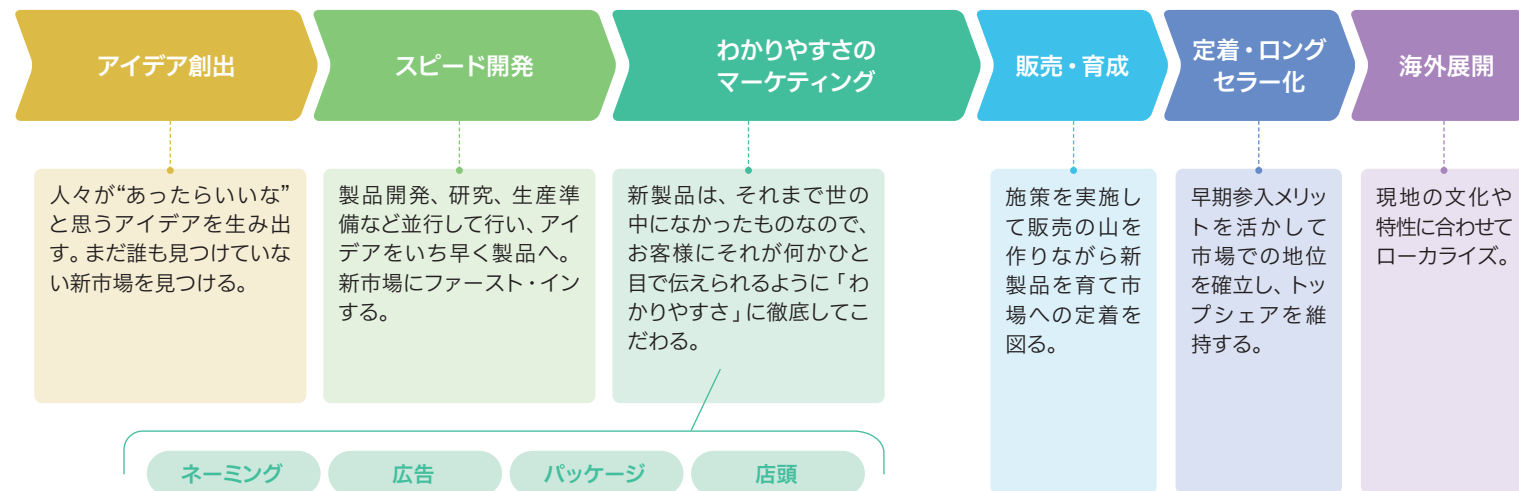 アイデア創出
スピード開発
わかりやすさの
マーケティング
販売・育成
定着・ロング
セラー化
海外展開
人々が“あったらいいな”
と思うアイデアを生み出
す。まだ誰も見つけていな
い新市場を見つける。
製品開発、研究、生産準
備など並行して行い、アイ
デアをいち早く製品へ。
新市場にファースト・イン
する。
新製品は、それまで世の
中になかったものなので、
お客様にそれが何かひと
目で伝えられるように「わ
かりやすさ」に徹底してこ
だわる。
施策を実施し
て販売の山を
作りながら新
製品を育て市
場への定着を
図る。
早期参入メリッ
トを活かして
市場での地位
を確立し、トッ
プシェアを維
持する。
現地の文化や
特性に合わせて
ローカライズ。
ネーミング
広告
パッケージ
店頭